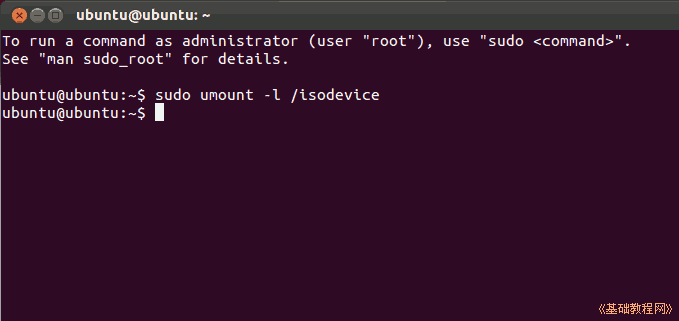 ubuntu@ubuntu: ~
To run a command as administrator (user "root"), use "sudo <command>".
See "man sudo_root" for details.
ubuntu@ubuntu:~$ sudo umount -l /isodevice
ubuntu@ubuntu:~$
《基础教程网》